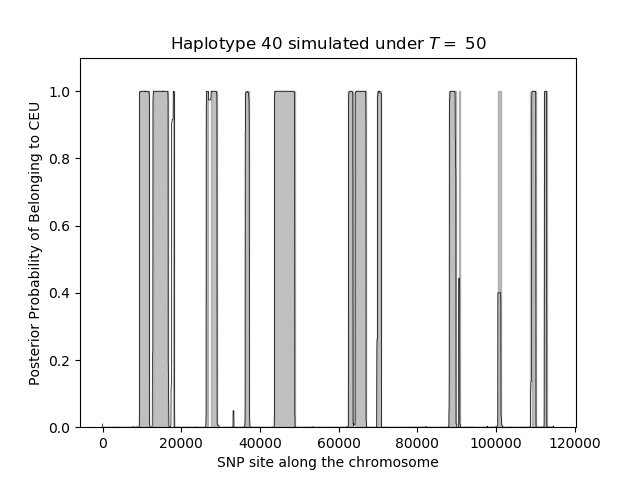 Haplotype 40 simulated under T = 50
Posterior Probability of Belonging to CEU
1.0
0.8
0.6
0.4
0.2
0.0
0 20000 40000 60000 80000 100000 120000
SNP site along the chromosome